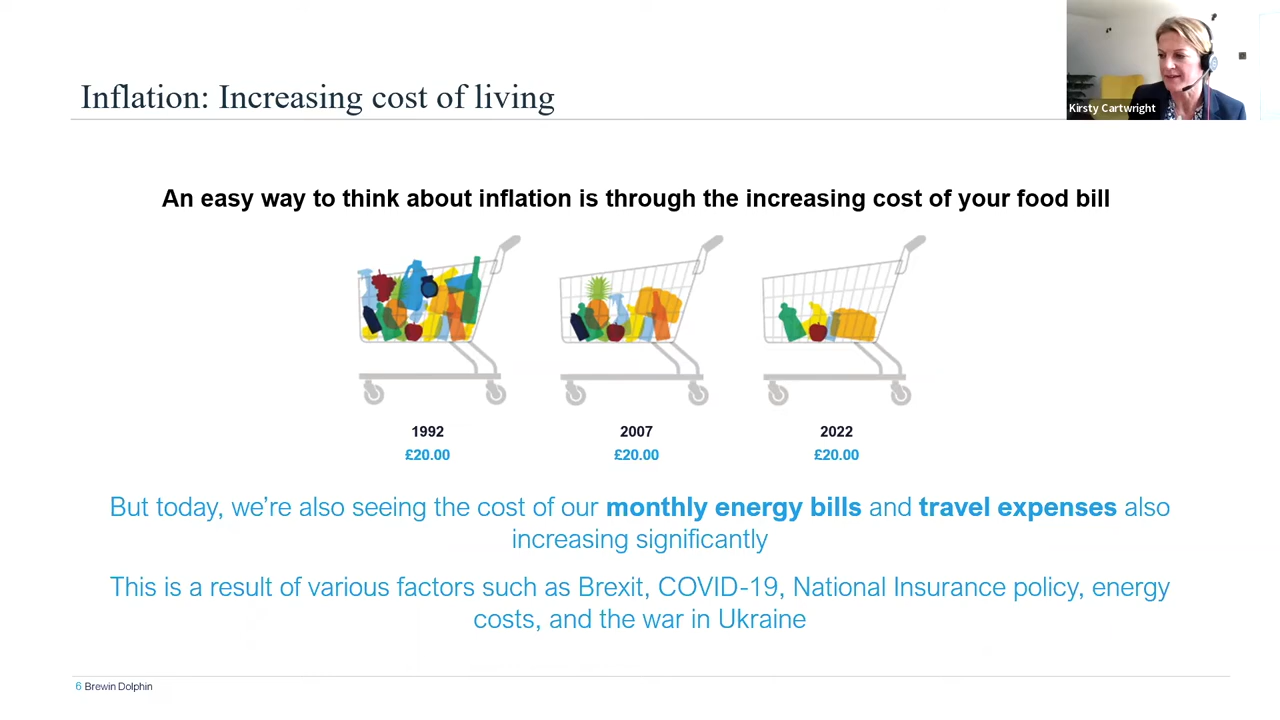 Kirsty Cartwright
Inflation: Increasing cost of living
An easy way to think about inflation is through the increasing cost of your food bill
1992
£20.00
2007
£20.00
2022
£20.00
But today, we’re also seeing the cost of our monthly energy bills and travel expenses also
increasing significantly
This is a result of various factors such as Brexit, COVID-19, National Insurance policy, energy
costs, and the war in Ukraine
6 Brewin Dolphin